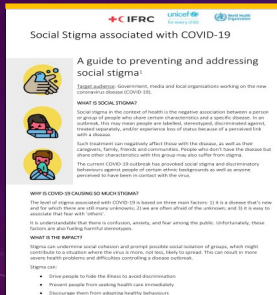 IFRC
unicef
for every child
World Health
Organization
Social Stigma associated with COVID-19
A guide to preventing and addressing
social stigma¹
Target audience: Government, media and local organisations working on the new
coronavirus disease (COVID-19).
WHAT IS SOCIAL STIGMA?
Social stigma in the context of health is the negative association between a person
or group of people who share certain characteristics and a specific disease. In an
outbreak, this may mean people are labelled, stereotyped, discriminated against,
treated separately, and/or experience loss of status because of a perceived link
with a disease.
Such treatment can negatively affect those with the disease, as well as their
caregivers, family, friends and communities. People who don't have the disease but
share other characteristics with this group may also suffer from stigma.
The current COVID-19 outbreak has provoked social stigma and discriminatory
behaviours against people of certain ethnic backgrounds as well as anyone
perceived to have been in contact with the virus.
WHY IS COVID-19 CAUSING SO MUCH STIGMA?
The level of stigma associated with COVID-19 is based on three main factors: 1) it is a disease that's new
and for which there are still many unknowns; 2) we are often afraid of the unknown; and 3) it is easy to
associate that fear with 'others'.
It is understandable that there is confusion, anxiety, and fear among the public. Unfortunately, these
factors are also fueling harmful stereotypes.
WHAT IS THE IMPACT?
Stigma can undermine social cohesion and prompt possible social isolation of groups, which might
contribute to a situation where the virus is more, not less, likely to spread. This can result in more
severe health problems and difficulties controlling a disease outbreak.
Stigma can:
• Drive people to hide the illness to avoid discrimination
• Prevent people from seeking health care immediately
• Discourage them from adopting healthy behaviours